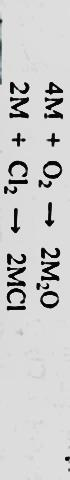 4M + O₂ → 2M₂O
2M + Cl₂ → 2MCl